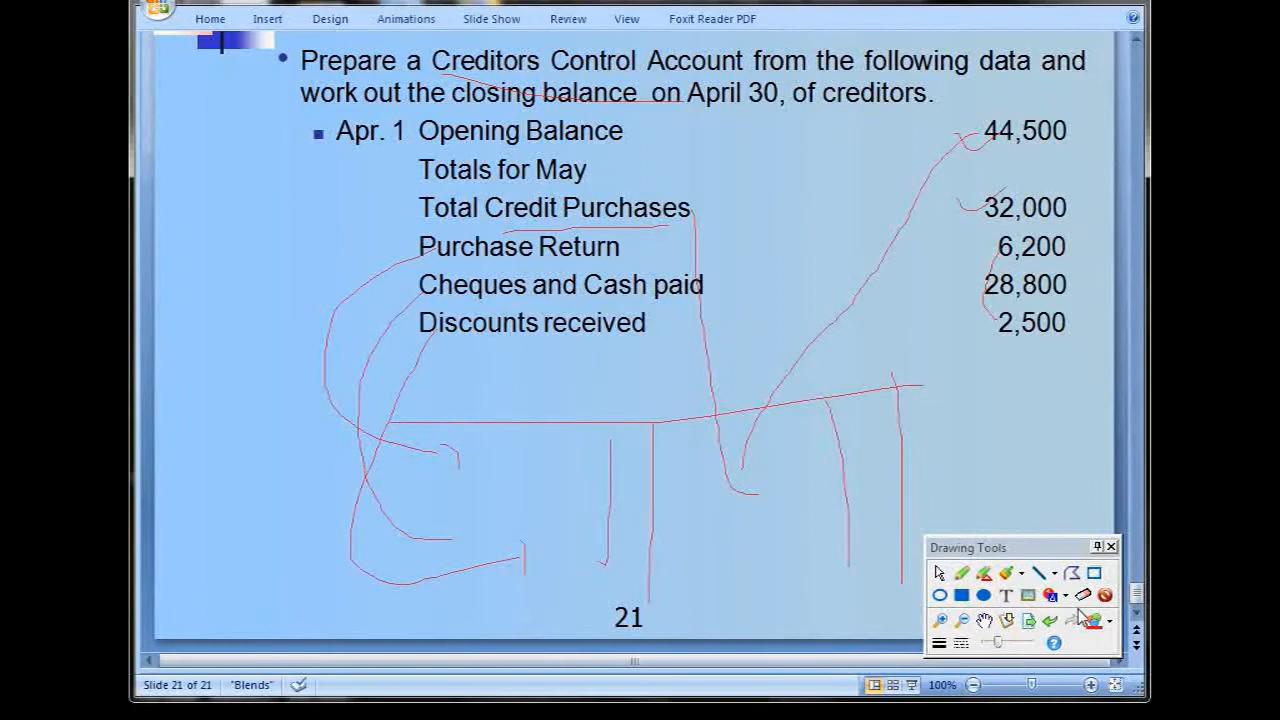 Home Insert Design Animations Slide Show Review View Foxit Reader PDF
• Prepare a Creditors Control Account from the following data and
work out the closing balance on April 30, of creditors.
Apr. 1 Opening Balance 44,500
Totals for May
Total Credit Purchases 32,000
Purchase Return 6,200
Cheques and Cash paid 28,800
Discounts received 2,500
Drawing Tools
21
Slide 21 of 21 "Blends" 100%